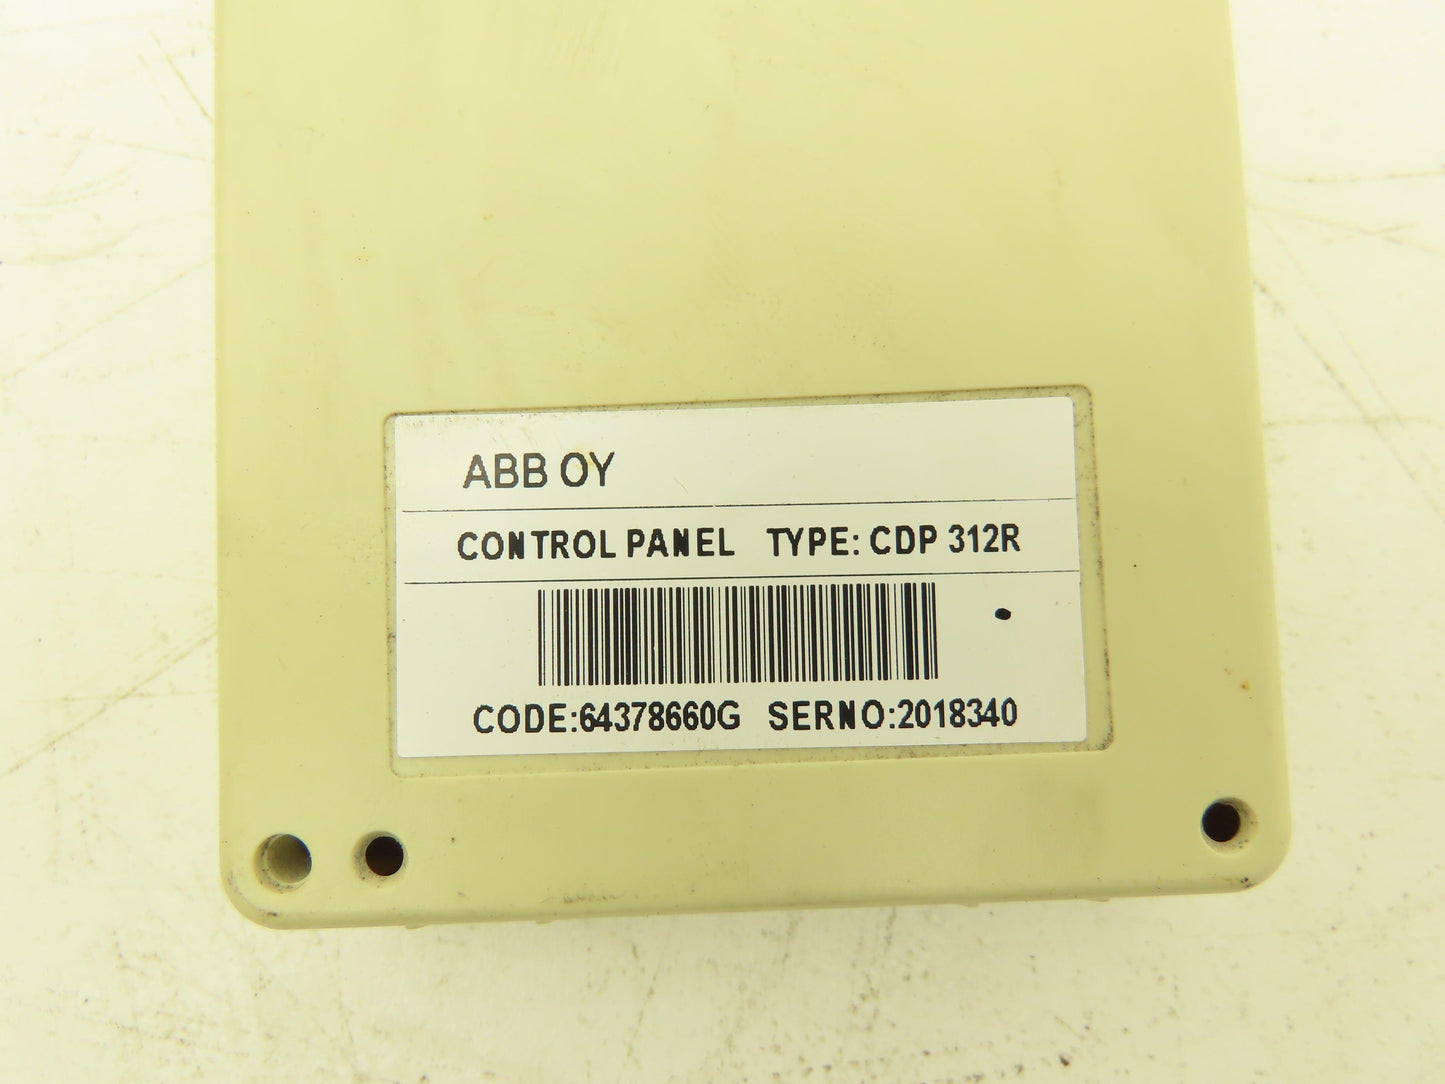 ABB OY
CONTROL PANEL TYPE: CDP 312R
CODE:64378660G SERNO:2018340